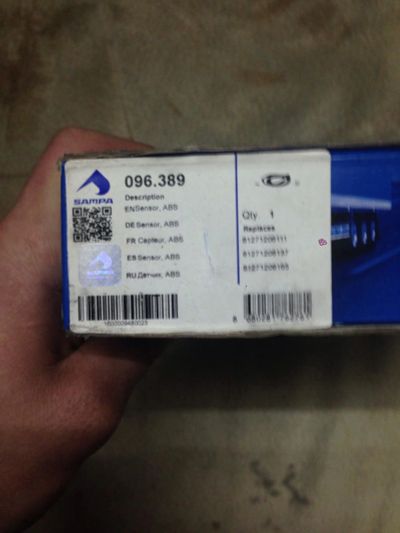 SAMPA
096.389
Description
EN Sensor, ABS
DE Sensor, ABS
FR Capteur, ABS
ES Sensor, ABS
RU Датчик, ABS
Qty 1
Replaces
81271206111
81271206137
81271206163